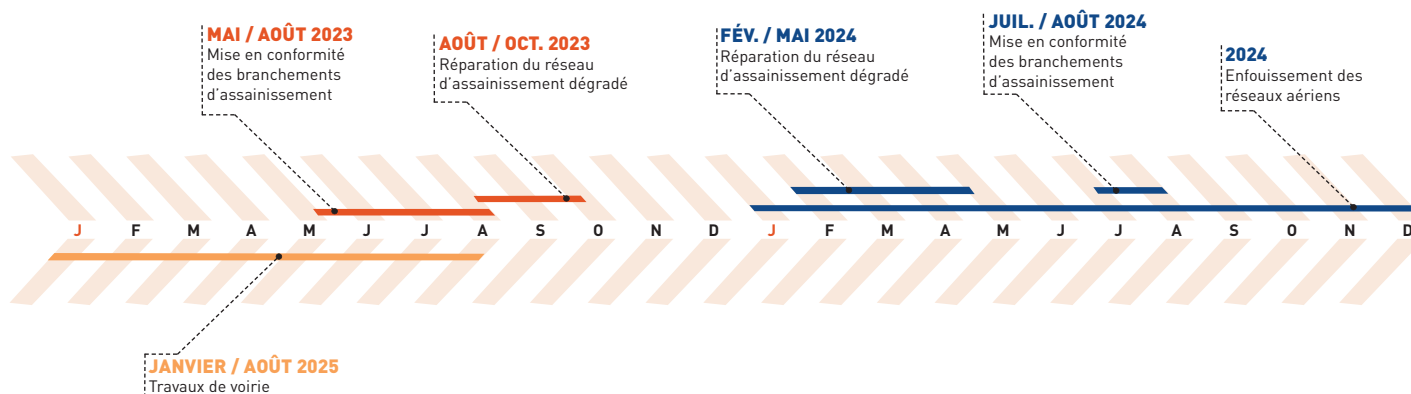 MAI / AOÛT 2023
Mise en conformité
des branchements
d’assainissement
AOÛT / OCT. 2023
Réparation du réseau
d’assainissement dégradé
FÉV. / MAI 2024
Réparation du réseau
d’assainissement dégradé
JUIL. / AOÛT 2024
Mise en conformité
des branchements
d’assainissement
2024
Enfouissement des
réseaux aériens
J F M A M J J A S O N D J F M A M J J A S O N D
JANVIER / AOÛT 2025
Travaux de voirie